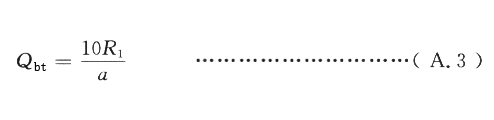 Q_bt = 10R_1 / a ……………………………( A.3 )